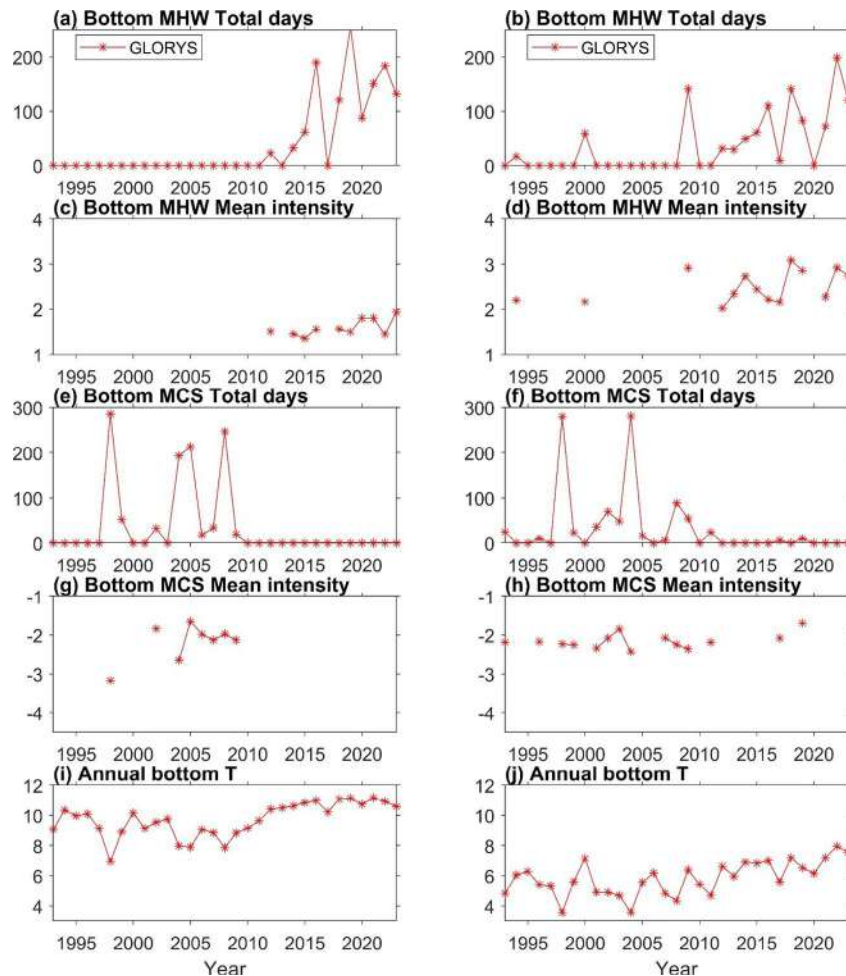 (a) Bottom MHW Total days
(b) Bottom MHW Total days
GLORYS
GLORYS
200
100
0
200
100
0
1995 2000 2005 2010 2015 2020
1995 2000 2005 2010 2015 2020
(c) Bottom MHW Mean intensity
(d) Bottom MHW Mean intensity
4
3
2
1
4
3
2
1
1995 2000 2005 2010 2015 2020
1995 2000 2005 2010 2015 2020
(e) Bottom MCS Total days
(f) Bottom MCS Total days
300
200
100
0
300
200
100
0
1995 2000 2005 2010 2015 2020
1995 2000 2005 2010 2015 2020
(g) Bottom MCS Mean intensity
(h) Bottom MCS Mean intensity
-1
-2
-3
-4
-1
-2
-3
-4
1995 2000 2005 2010 2015 2020
1995 2000 2005 2010 2015 2020
(i) Annual bottom T
(j) Annual bottom T
12
10
8
6
4
12
10
8
6
4
1995 2000 2005 2010 2015 2020
1995 2000 2005 2010 2015 2020
Year
Year